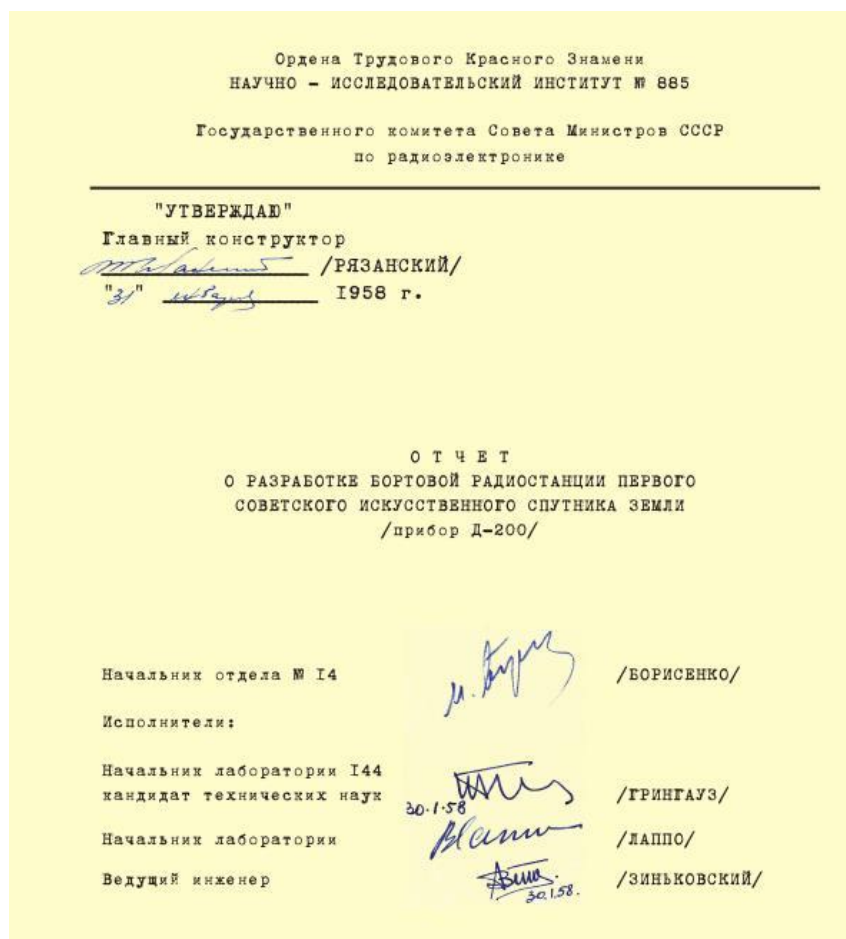 Ордена Трудового Красного Знамени
НАУЧНО – ИССЛЕДОВАТЕЛЬСКИЙ ИНСТИТУТ № 885
Государственного комитета Совета Министров СССР
по радиоэлектронике
"УТВЕРЖДАЮ"
Главный конструктор
/РЯЗАНСКИЙ/
"31" января 1958 г.
О Т Ч Е Т
О РАЗРАБОТКЕ БОРТОВОЙ РАДИОСТАНЦИИ ПЕРВОГО
СОВЕТСКОГО ИСКУССТВЕННОГО СПУТНИКА ЗЕМЛИ
/прибор Д-200/
Начальник отдела № I4 /БОРИСЕНКО/
Исполнители:
Начальник лаборатории I44
кандидат технических наук 30.1.58 /ГРИНГАУЗ/
Начальник лаборатории /ЛАППО/
Ведущий инженер /ЗИНЬКОВСКИЙ/
30.1.58.